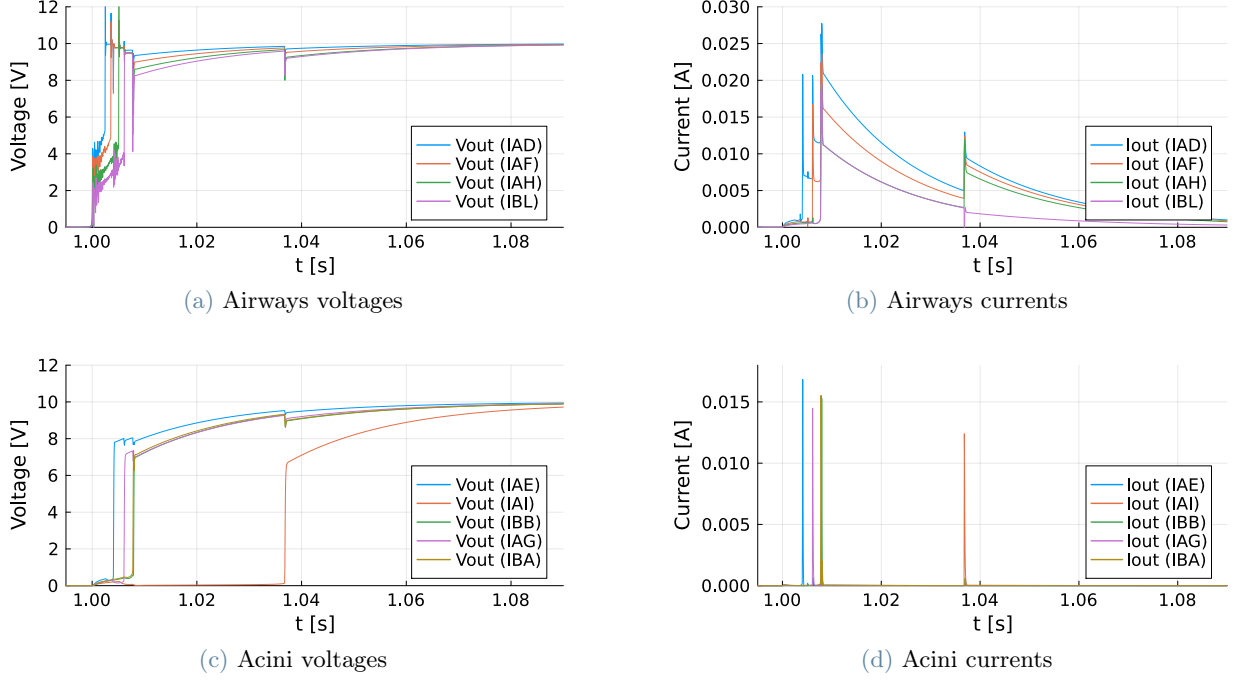 Voltage [V]
12
10
8
6
4
2
0
1.00
1.02
1.04
1.06
1.08
t [s]
Vout (IAD)
Vout (IAF)
Vout (IAH)
Vout (IBL)
(a) Airways voltages
Current [A]
0.030
0.025
0.020
0.015
0.010
0.005
0.000
1.00
1.02
1.04
1.06
1.08
t [s]
Iout (IAD)
Iout (IAF)
Iout (IAH)
Iout (IBL)
(b) Airways currents
Voltage [V]
12
10
8
6
4
2
0
1.00
1.02
1.04
1.06
1.08
t [s]
Vout (IAE)
Vout (IAI)
Vout (IBB)
Vout (IAG)
Vout (IBA)
(c) Acini voltages
Current [A]
0.015
0.010
0.005
0.000
1.00
1.02
1.04
1.06
1.08
t [s]
Iout (IAE)
Iout (IAI)
Iout (IBB)
Iout (IAG)
Iout (IBA)
(d) Acini currents